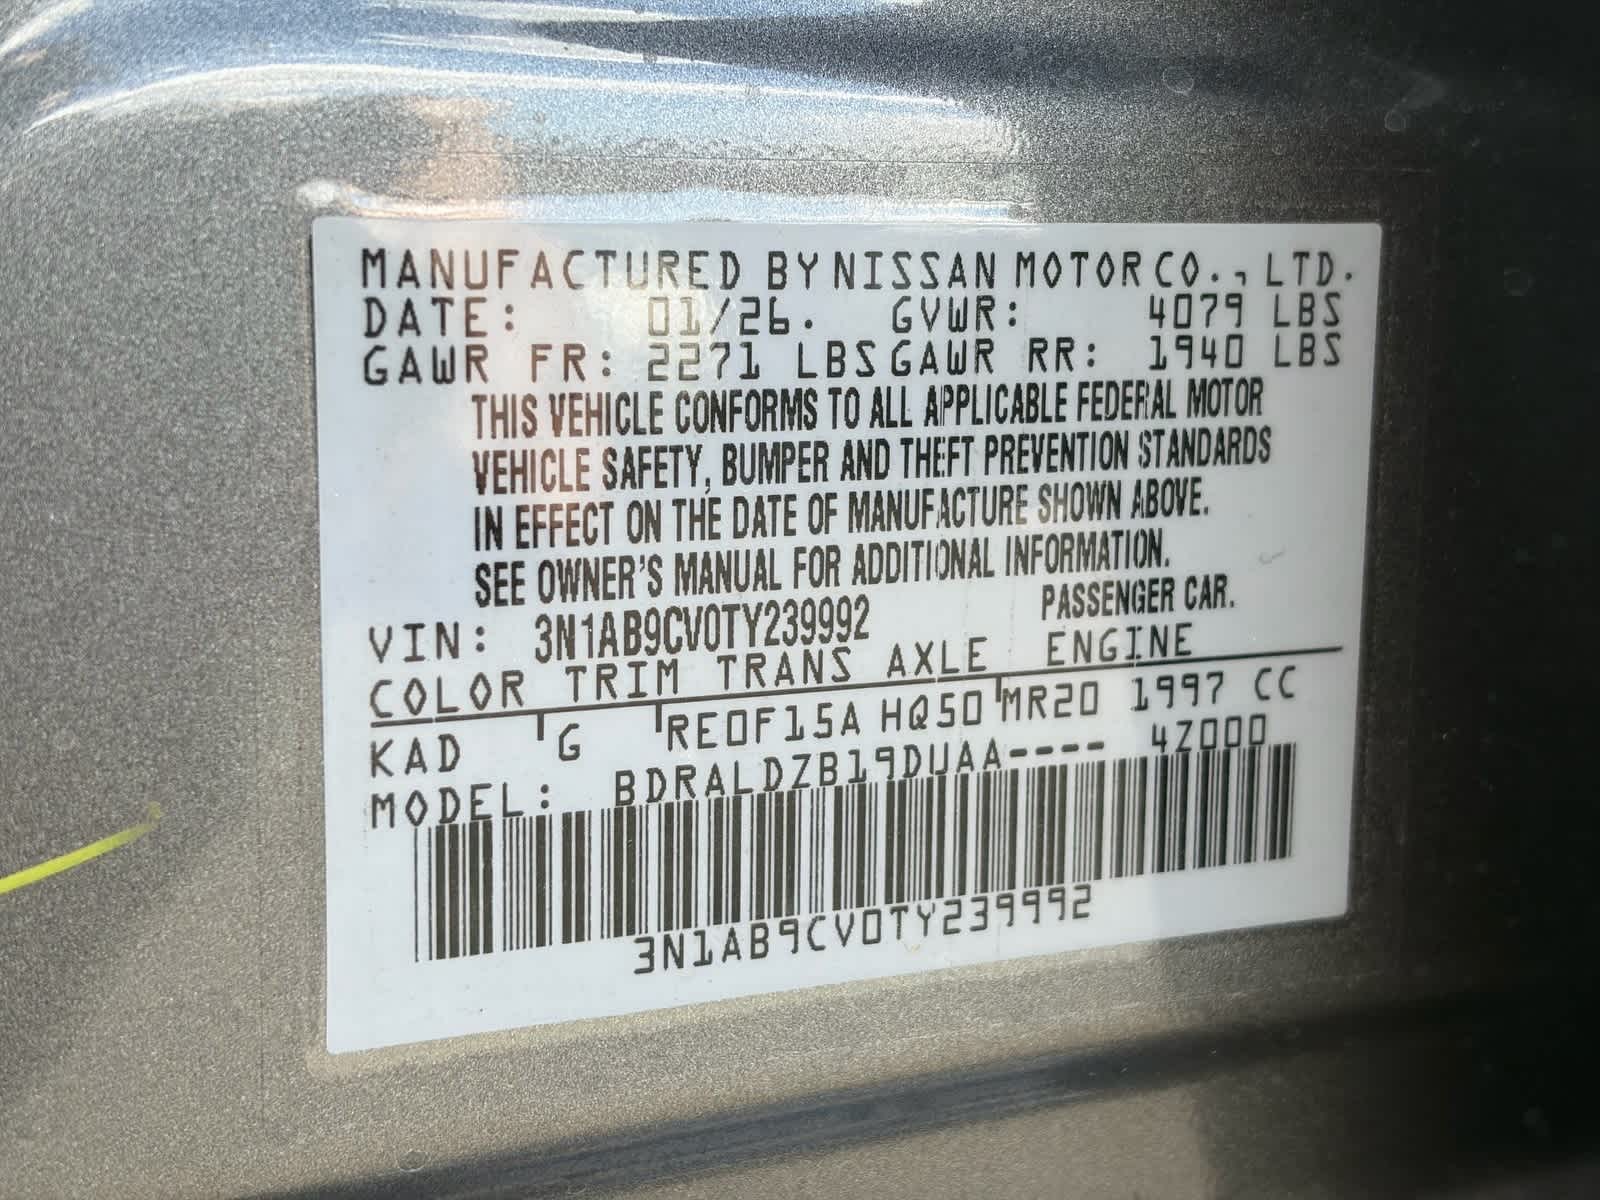 MANUFACTURED BY NISSAN MOTOR CO., LTD.
DATE: 01/26. GVWR: 4079 LBS
GAWR FR: 2271 LBS GAWR RR: 1940 LBS
THIS VEHICLE CONFORMS TO ALL APPLICABLE FEDERAL MOTOR
VEHICLE SAFETY, BUMPER AND THEFT PREVENTION STANDARDS
IN EFFECT ON THE DATE OF MANUFACTURE SHOWN ABOVE.
SEE OWNER'S MANUAL FOR ADDITIONAL INFORMATION.
VIN: 3N1AB9CV0TY239992 PASSENGER CAR.
COLOR TRIM TRANS AXLE ENGINE
KAD G RE0F15A HQ50 MR20 1997 CC
MODEL: BDRALDZB19DUAA---- 4Z000
3N1AB9CV0TY239992